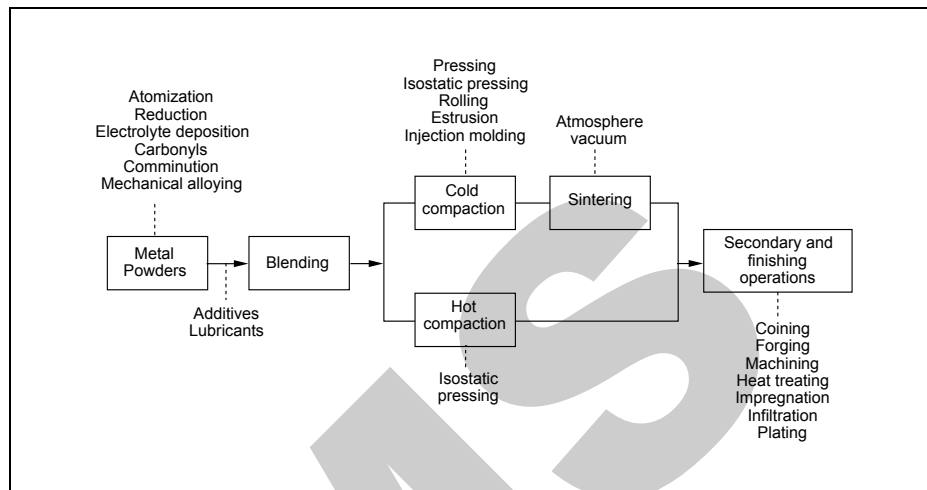 Atomization
Reduction
Electrolyte deposition
Carbonyls
Comminution
Mechanical alloying
Metal
Powders
Additives
Lubricants
Blending
Pressing
Isostatic pressing
Rolling
Estrusion
Injection molding
Cold
compaction
Atmosphere
vacuum
Sintering
Hot
compaction
Isostatic
pressing
Secondary and
finishing
operations
Coining
Forging
Machining
Heat treating
Impregnation
Infiltration
Plating